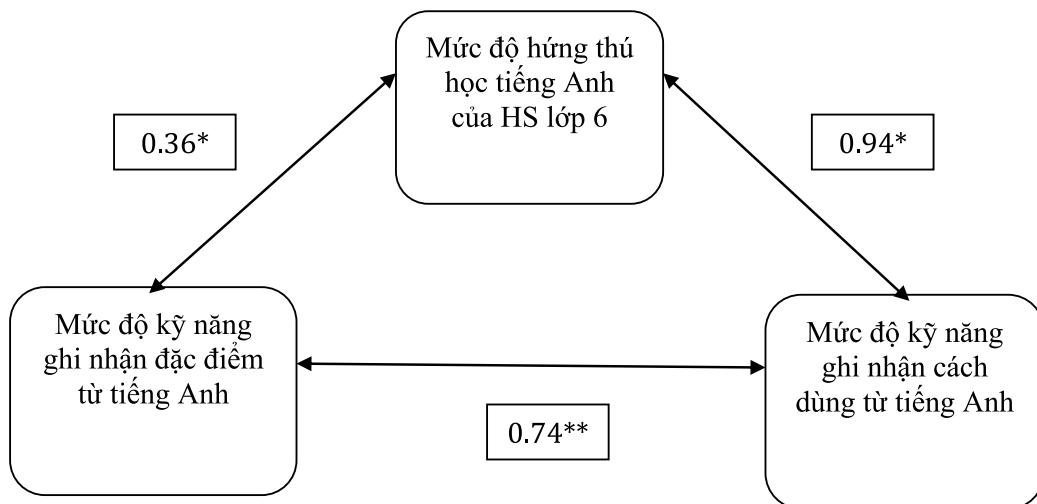 Mức độ hứng thú
học tiếng Anh
của HS lớp 6
0.36*
0.94*
Mức độ kỹ năng
ghi nhận đặc điểm
từ tiếng Anh
Mức độ kỹ năng
ghi nhận cách
dùng từ tiếng Anh
0.74**